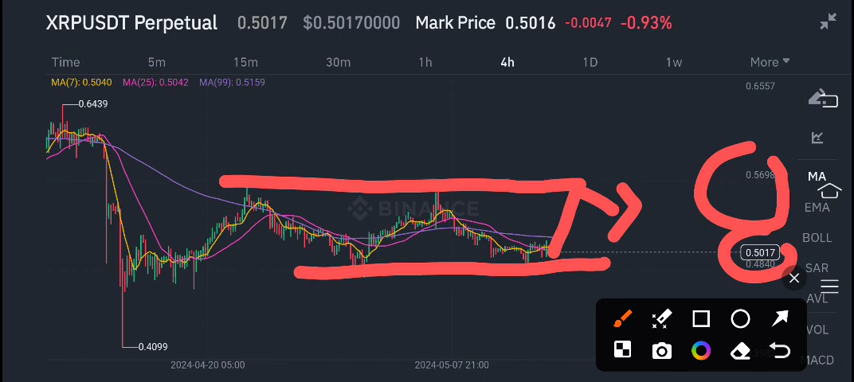 XRPUSDT Perpetual 0.5017 $0.50170000 Mark Price 0.5016 -0.0047 -0.93%
Time 5m 15m 30m 1h 4h 1D 1w More
MA(7): 0.5040 MA(25): 0.5042 MA(99): 0.5159
0.6557
0.6439
0.5698
MA
BINANCE
EMA
BOLL
0.5017
0.4840
SAR
AVL
VOL
0.4099
MACD
2024-04-20 05:00 2024-05-07 21:00